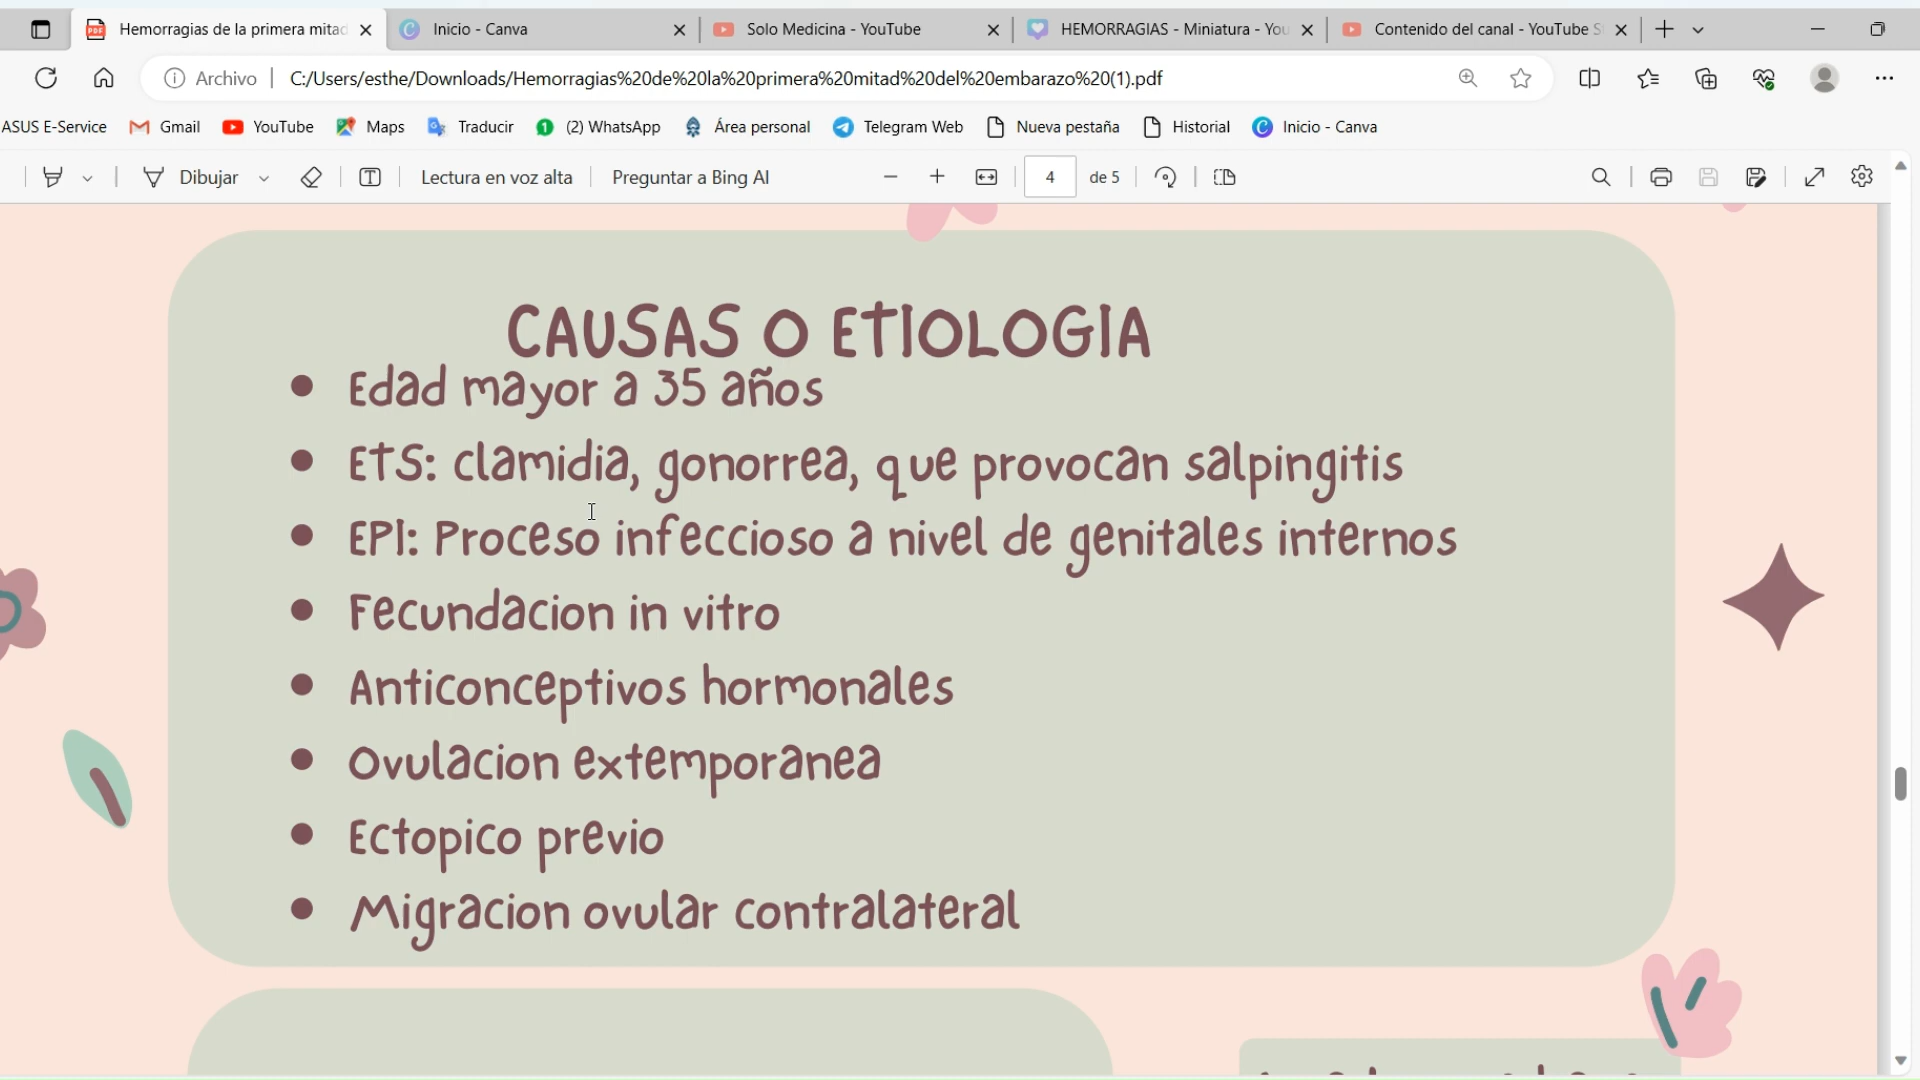 Hemorragias de la primera mitad
Inicio - Canva
Solo Medicina - YouTube
HEMORRAGIAS - Miniatura - You
Contenido del canal - YouTube S
Archivo
C:/Users/esthe/Downloads/Hemorragias%20de%20la%20primera%20mitad%20del%20embarazo%20(1).pdf
ASUS E-Service
Gmail
YouTube
Maps
Traducir
(2) WhatsApp
Área personal
Telegram Web
Nueva pestaña
Historial
Inicio - Canva
Dibujar
Lectura en voz alta
Preguntar a Bing AI
4
de 5
CAUSAS O ETIOLOGIA
• Edad mayor a 35 años
• ETS: clamidia, gonorrea, que provocan salpingitis
• EPI: Proceso infeccioso a nivel de genitales internos
• Fecundacion in vitro
• Anticonceptivos hormonales
• Ovulacion extemporanea
• Ectopico previo
• Migracion ovular contralateral